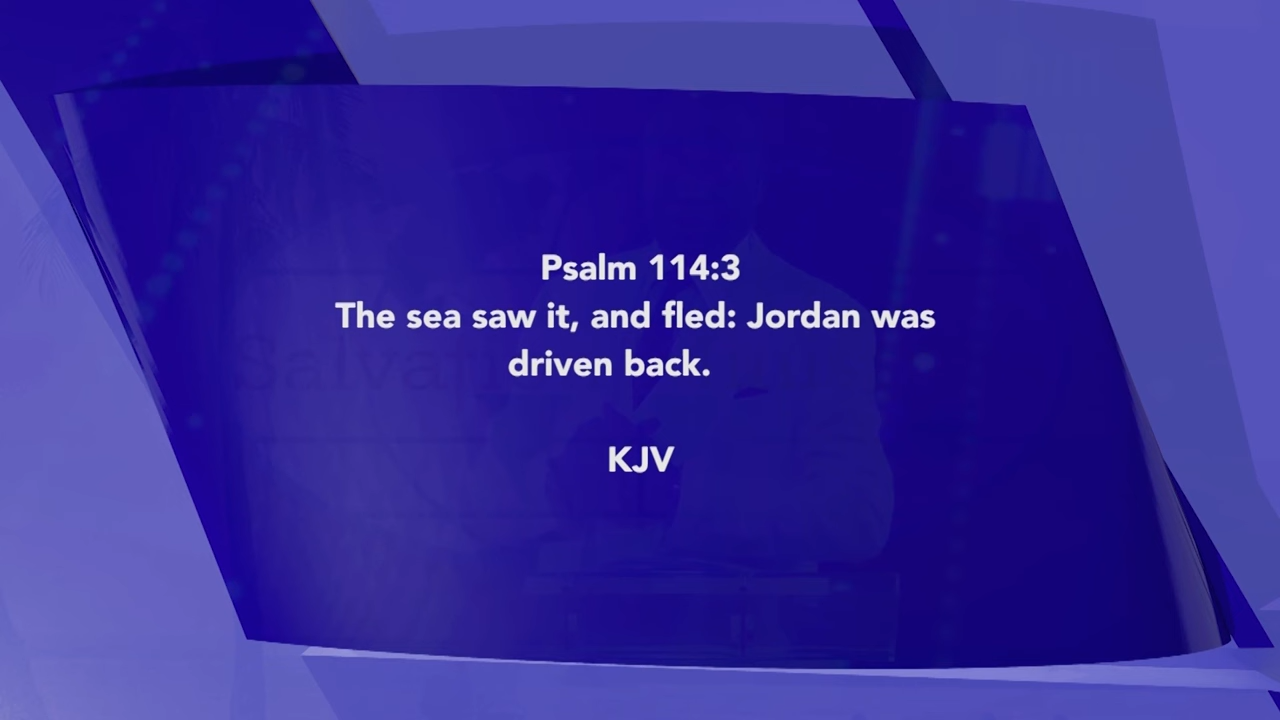 Psalm 114:3
The sea saw it, and fled: Jordan was
driven back.
KJV